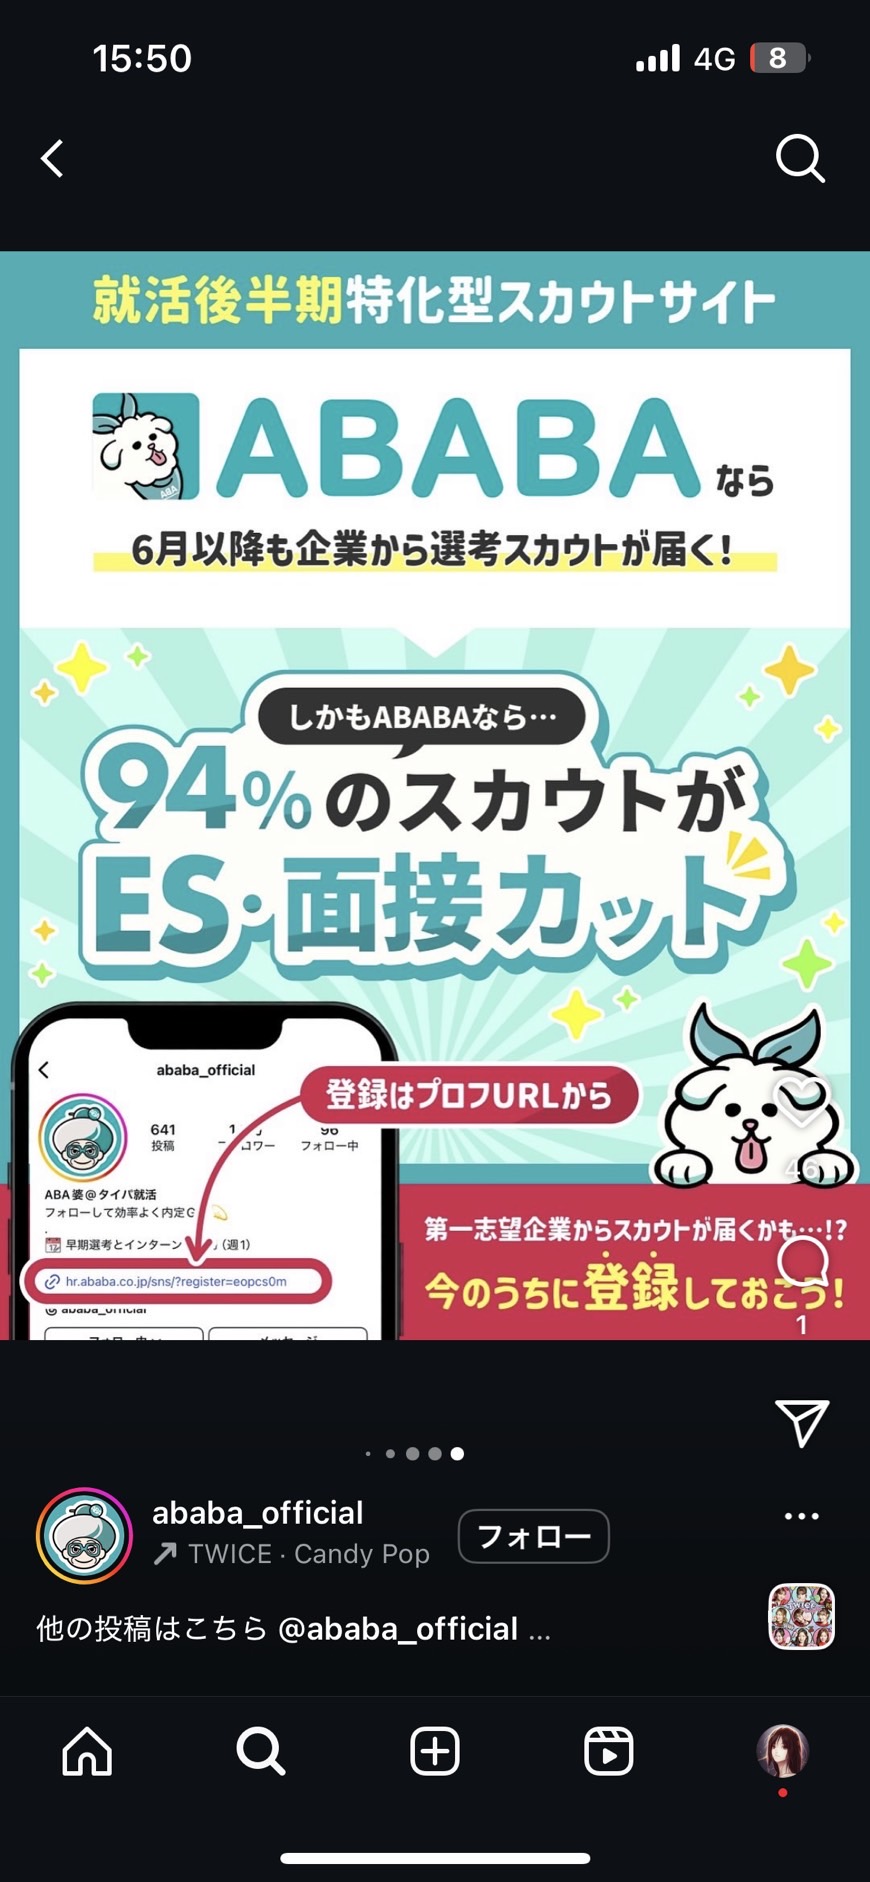 15:50
4G 8
就活後半期特化型スカウトサイト
ABABAなら
6月以降も企業から選考スカウトが届く!
しかもABABAなら…
94%のスカウトが
ES・面接カット
ababa_official
641
96
投稿
フォロー中
登録はプロフURLから
ABA婆@タイパ就活
フォローして効率よく内定G
早期選考とインターン
(週1)
hr.ababa.co.jp/sns/?register=eopcs0m
@ababa_official
46
第一志望企業からスカウトが届くかも…!?
今のうちに登録しておこう!
1
ababa_official
フォロー
TWICE · Candy Pop
他の投稿はこちら @ababa_official ...